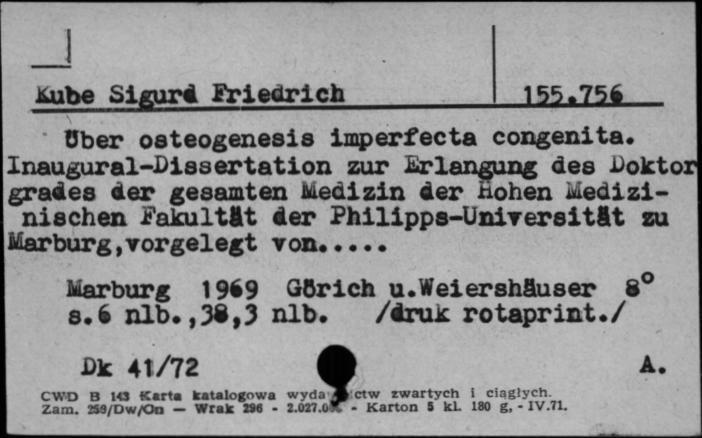 Kube Sigurd Friedrich 155.756
Über osteogenesis imperfecta congenita.
Inaugural-Dissertation zur Erlangung des Doktor
grades der gesamten Medizin der Hohen Medizi-
nischen Fakultät der Philipps-Universität zu
Marburg,vorgelegt von.....
Marburg 1969 Görich u.Weiershäuser 8°
s.6 nlb.,38,3 nlb. /druk rotaprint./
Dk 41/72 A.
CWD B 143 Karta katalogowa wyda ctw zwartych i ciągłych.
Zam. 259/Dw/On — Wrak 296 - 2.027.0 - Karton 5 kl. 180 g, - IV.71.